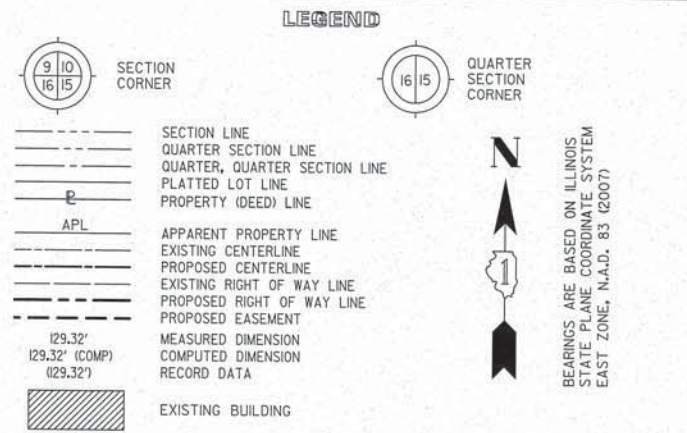 LEGEND
9 10
16 15
SECTION
CORNER
16 15
QUARTER
SECTION
CORNER
SECTION LINE
QUARTER SECTION LINE
QUARTER, QUARTER SECTION LINE
PLATTED LOT LINE
PL PROPERTY (DEED) LINE
APL APPARENT PROPERTY LINE
EXISTING CENTERLINE
PROPOSED CENTERLINE
EXISTING RIGHT OF WAY LINE
PROPOSED RIGHT OF WAY LINE
PROPOSED EASEMENT
129.32' MEASURED DIMENSION
129.32' (COMP) COMPUTED DIMENSION
(129.32') RECORD DATA
EXISTING BUILDING
N
1
BEARINGS ARE BASED ON ILLINOIS
STATE PLANE COORDINATE SYSTEM
EAST ZONE, N.A.D. 83 (2007)